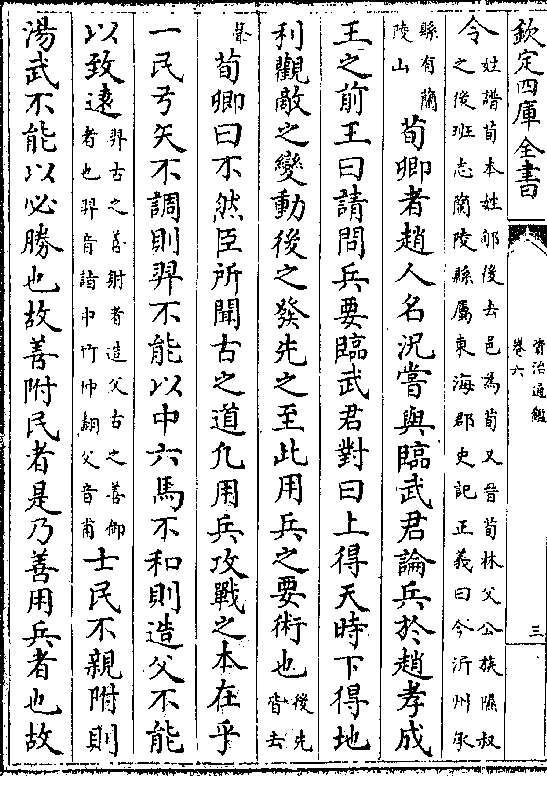 欽定四庫全書
資治通鑑
卷六
三
令姓譜荀本姓郇後去邑為荀又晉荀林父公族隰叔之後班志蘭陵縣屬東海郡史記正義曰今沂州承
縣有蘭陵山荀卿者趙人名況嘗與臨武君論兵於趙孝成
王之前王曰請問兵要臨武君對曰上得天時下得地
利觀敵之變動後之發先之至此用兵之要術也後先皆去
聲荀卿曰不然臣所聞古之道凡用兵攻戰之本在乎
一民弓矢不調則羿不能以中六馬不和則造父不能
以致遠羿古之善射者造父古之善御者也羿音詣中竹仲翻父音甫士民不親附則
湯武不能以必勝也故善附民者是乃善用兵者也故